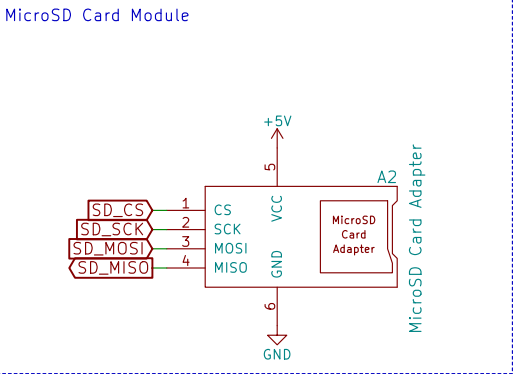 MicroSD Card Module
+5V
5
A2
MicroSD Card Adapter
SD_CS 1 CS
SD_SCK 2 SCK
SD_MOSI 3 MOSI
SD_MISO 4 MISO
VCC
GND
MicroSD
Card
Adapter
6
GND